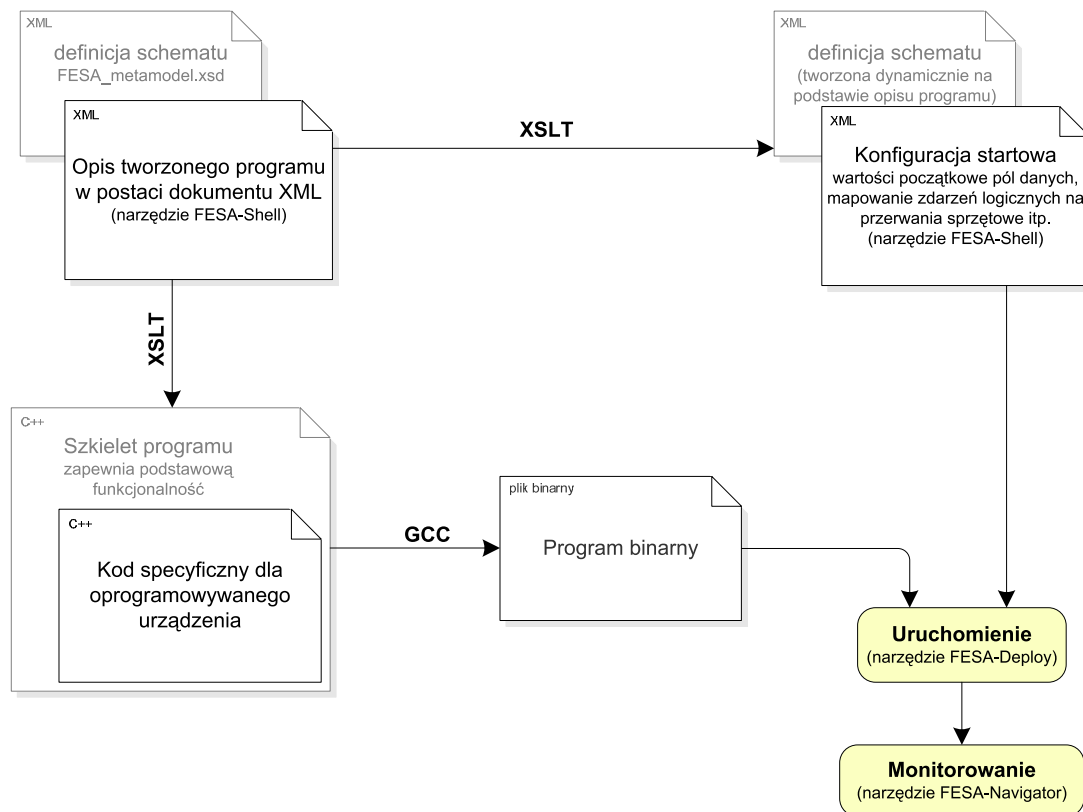 XML
definicja schematu
FESA_metamodel.xsd
XML
Opis tworzonego programu
w postaci dokumentu XML
(narzędzie FESA-Shell)
XSLT
XML
definicja schematu
(tworzona dynamicznie na
podstawie opisu programu)
XML
Konfiguracja startowa
wartości początkowe pól danych,
mapowanie zdarzeń logicznych na
przerwania sprzętowe itp.
(narzędzie FESA-Shell)
XSLT
C++
Szkielet programu
zapewnia podstawową
funkcjonalność
C++
Kod specyficzny dla
oprogramowywanego
urządzenia
GCC
plik binarny
Program binarny
Uruchomienie
(narzędzie FESA-Deploy)
Monitorowanie
(narzędzie FESA-Navigator)